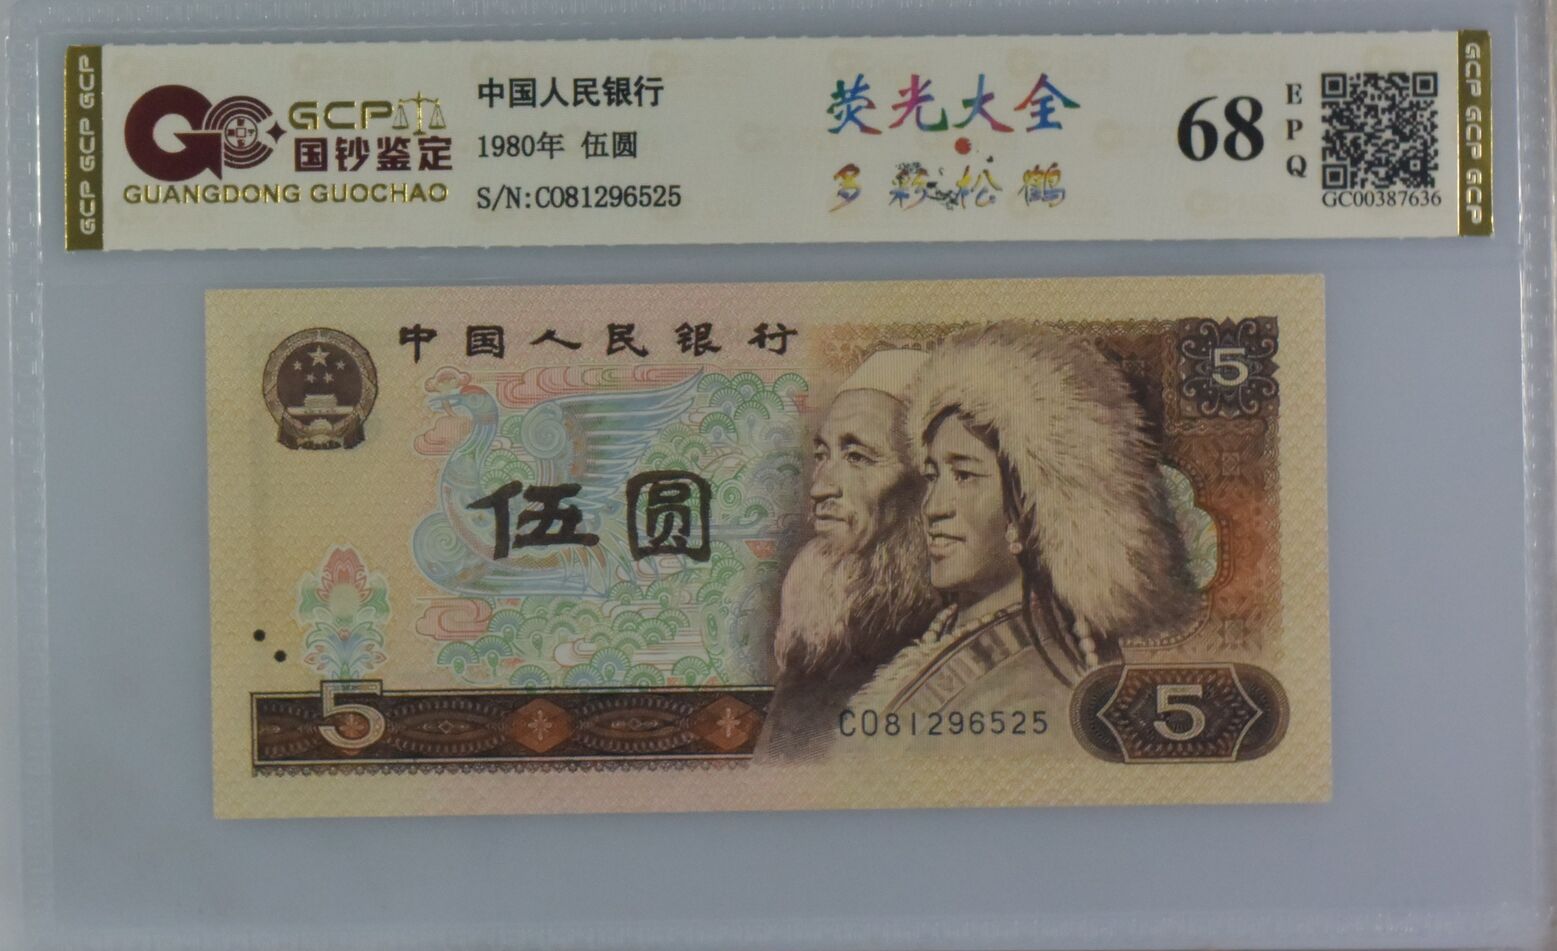 GCP GCP GCP
GCP
国钞鉴定
GUANGDONG GUOCHAO
中国人民银行
1980年 伍圆
S/N:C081296525
荧光大全
多彩松鹤
68
EPQ
GC00387636
GCP GCP GCP
中国人民银行
5
伍圆
5
C081296525
5